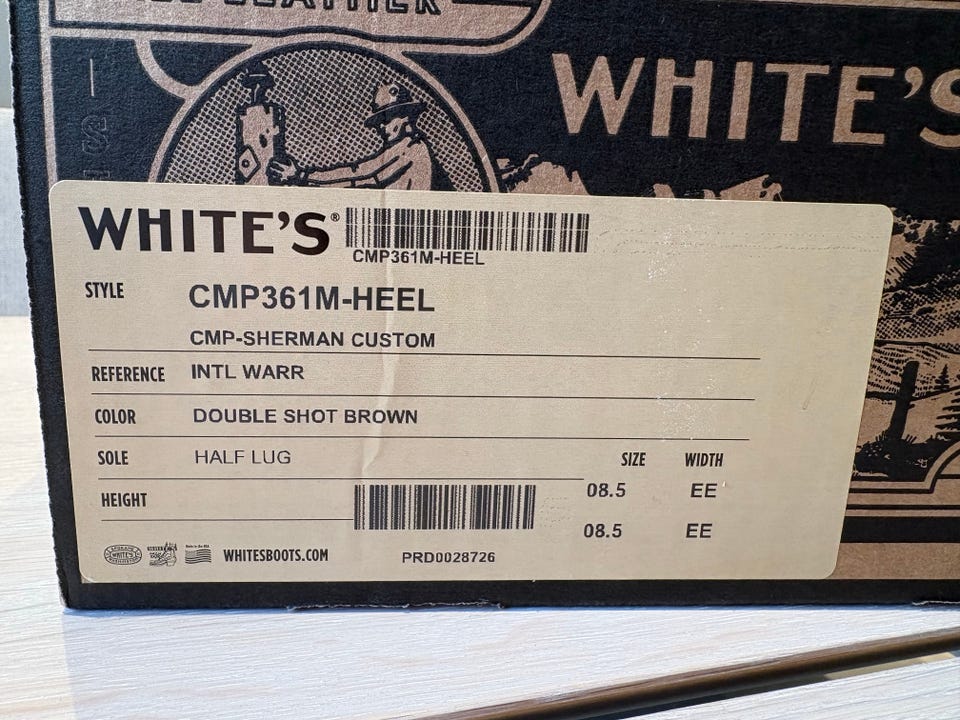 LEATHER
WHITE'S
WHITE'S®
CMP361M-HEEL
STYLE CMP361M-HEEL
CMP-SHERMAN CUSTOM
REFERENCE INTL WARR
COLOR DOUBLE SHOT BROWN
SOLE HALF LUG SIZE WIDTH
HEIGHT 08.5 EE
08.5 EE
WHITESBOOTS.COM PRD0028726